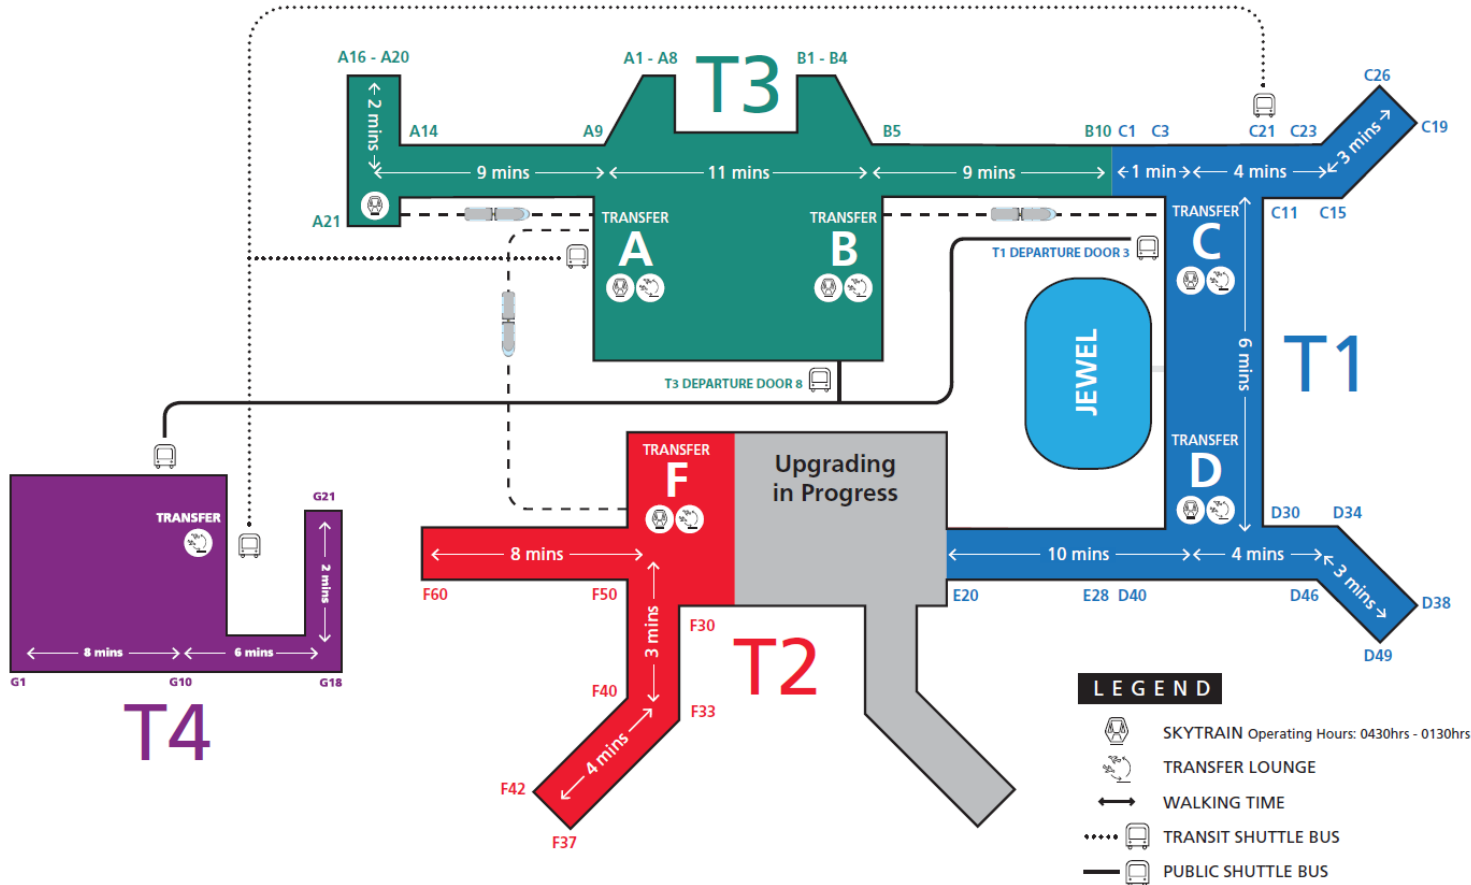 A16 - A20
A1 - A8
T3
B1 - B4
C26
2 mins
A14
A9
B5
B10
C1
C3
C21
C23
C19
3 mins
9 mins
11 mins
9 mins
1 min
4 mins
A21
TRANSFER
A
TRANSFER
B
TRANSFER
C
C11
C15
T1 DEPARTURE DOOR 3
JEWEL
6 mins
T1
T3 DEPARTURE DOOR 8
TRANSFER
F
Upgrading
in Progress
TRANSFER
D
G21
TRANSFER
D30
D34
8 mins
10 mins
4 mins
3 mins
2 mins
F60
F50
3 mins
E20
E28
D40
D46
D38
F30
T2
D49
8 mins
6 mins
G1
G10
G18
F40
F33
T4
4 mins
F42
F37
LEGEND
SKYTRAIN Operating Hours: 0430hrs - 0130hrs
TRANSFER LOUNGE
WALKING TIME
TRANSIT SHUTTLE BUS
PUBLIC SHUTTLE BUS